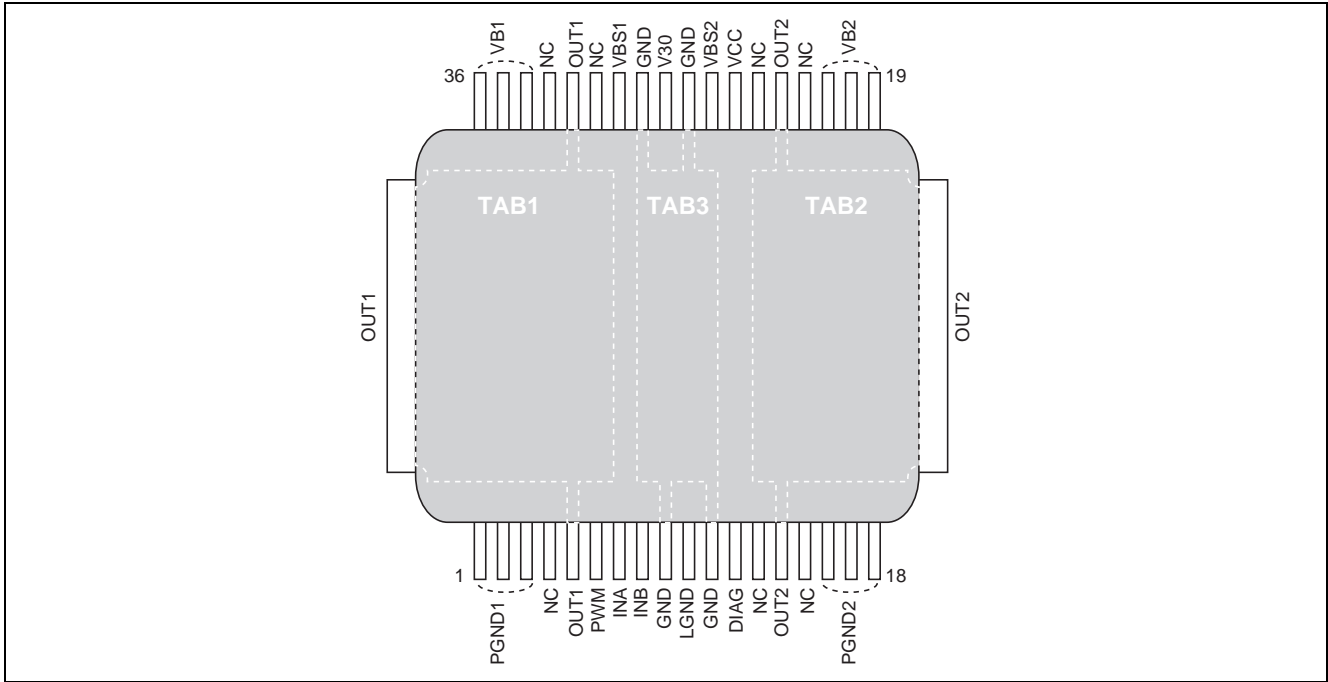 VB1
NC
OUT1
NC
VBS1
GND
V30
GND
VBS2
VCC
NC
OUT2
NC
VB2
36
19
TAB1
TAB3
TAB2
OUT1
OUT2
1
18
PGND1
NC
OUT1
PWM
INA
INB
GND
LGND
GND
DIAG
NC
OUT2
NC
PGND2